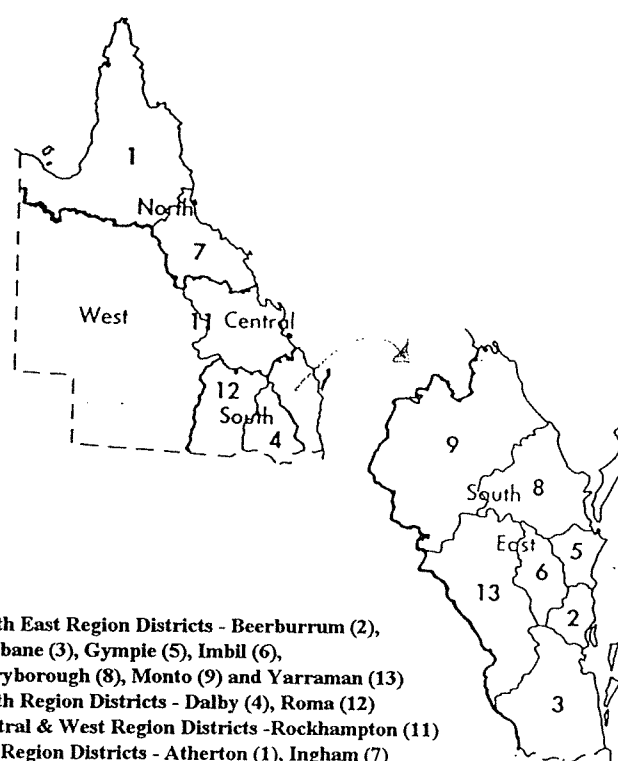 1
North
7
West
11 Central
12
South
4
9
South 8
East
5
6
13
2
3
th East Region Districts - Beerburrum (2),
bane (3), Gympie (5), Imbil (6),
ryborough (8), Monto (9) and Yarraman (13)
th Region Districts - Dalby (4), Roma (12)
tral & West Region Districts -Rockhampton (11)
Region Districts - Atherton (1), Ingham (7)